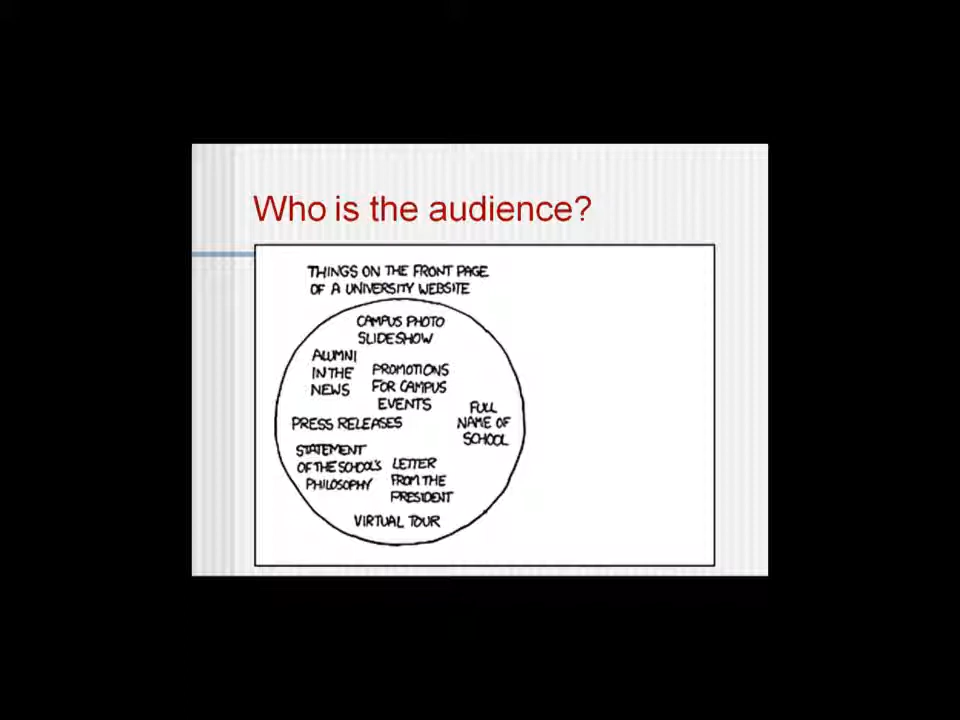 Who is the audience?
THINGS ON THE FRONT PAGE
OF A UNIVERSITY WEBSITE
CAMPUS PHOTO
SLIDESHOW
ALUMNI
IN THE
NEWS
PROMOTIONS
FOR CAMPUS
EVENTS
PRESS RELEASES
FULL
NAME OF
SCHOOL
STATEMENT
OF THE SCHOOL'S
PHILOSOPHY
LETTER
FROM THE
PRESIDENT
VIRTUAL TOUR